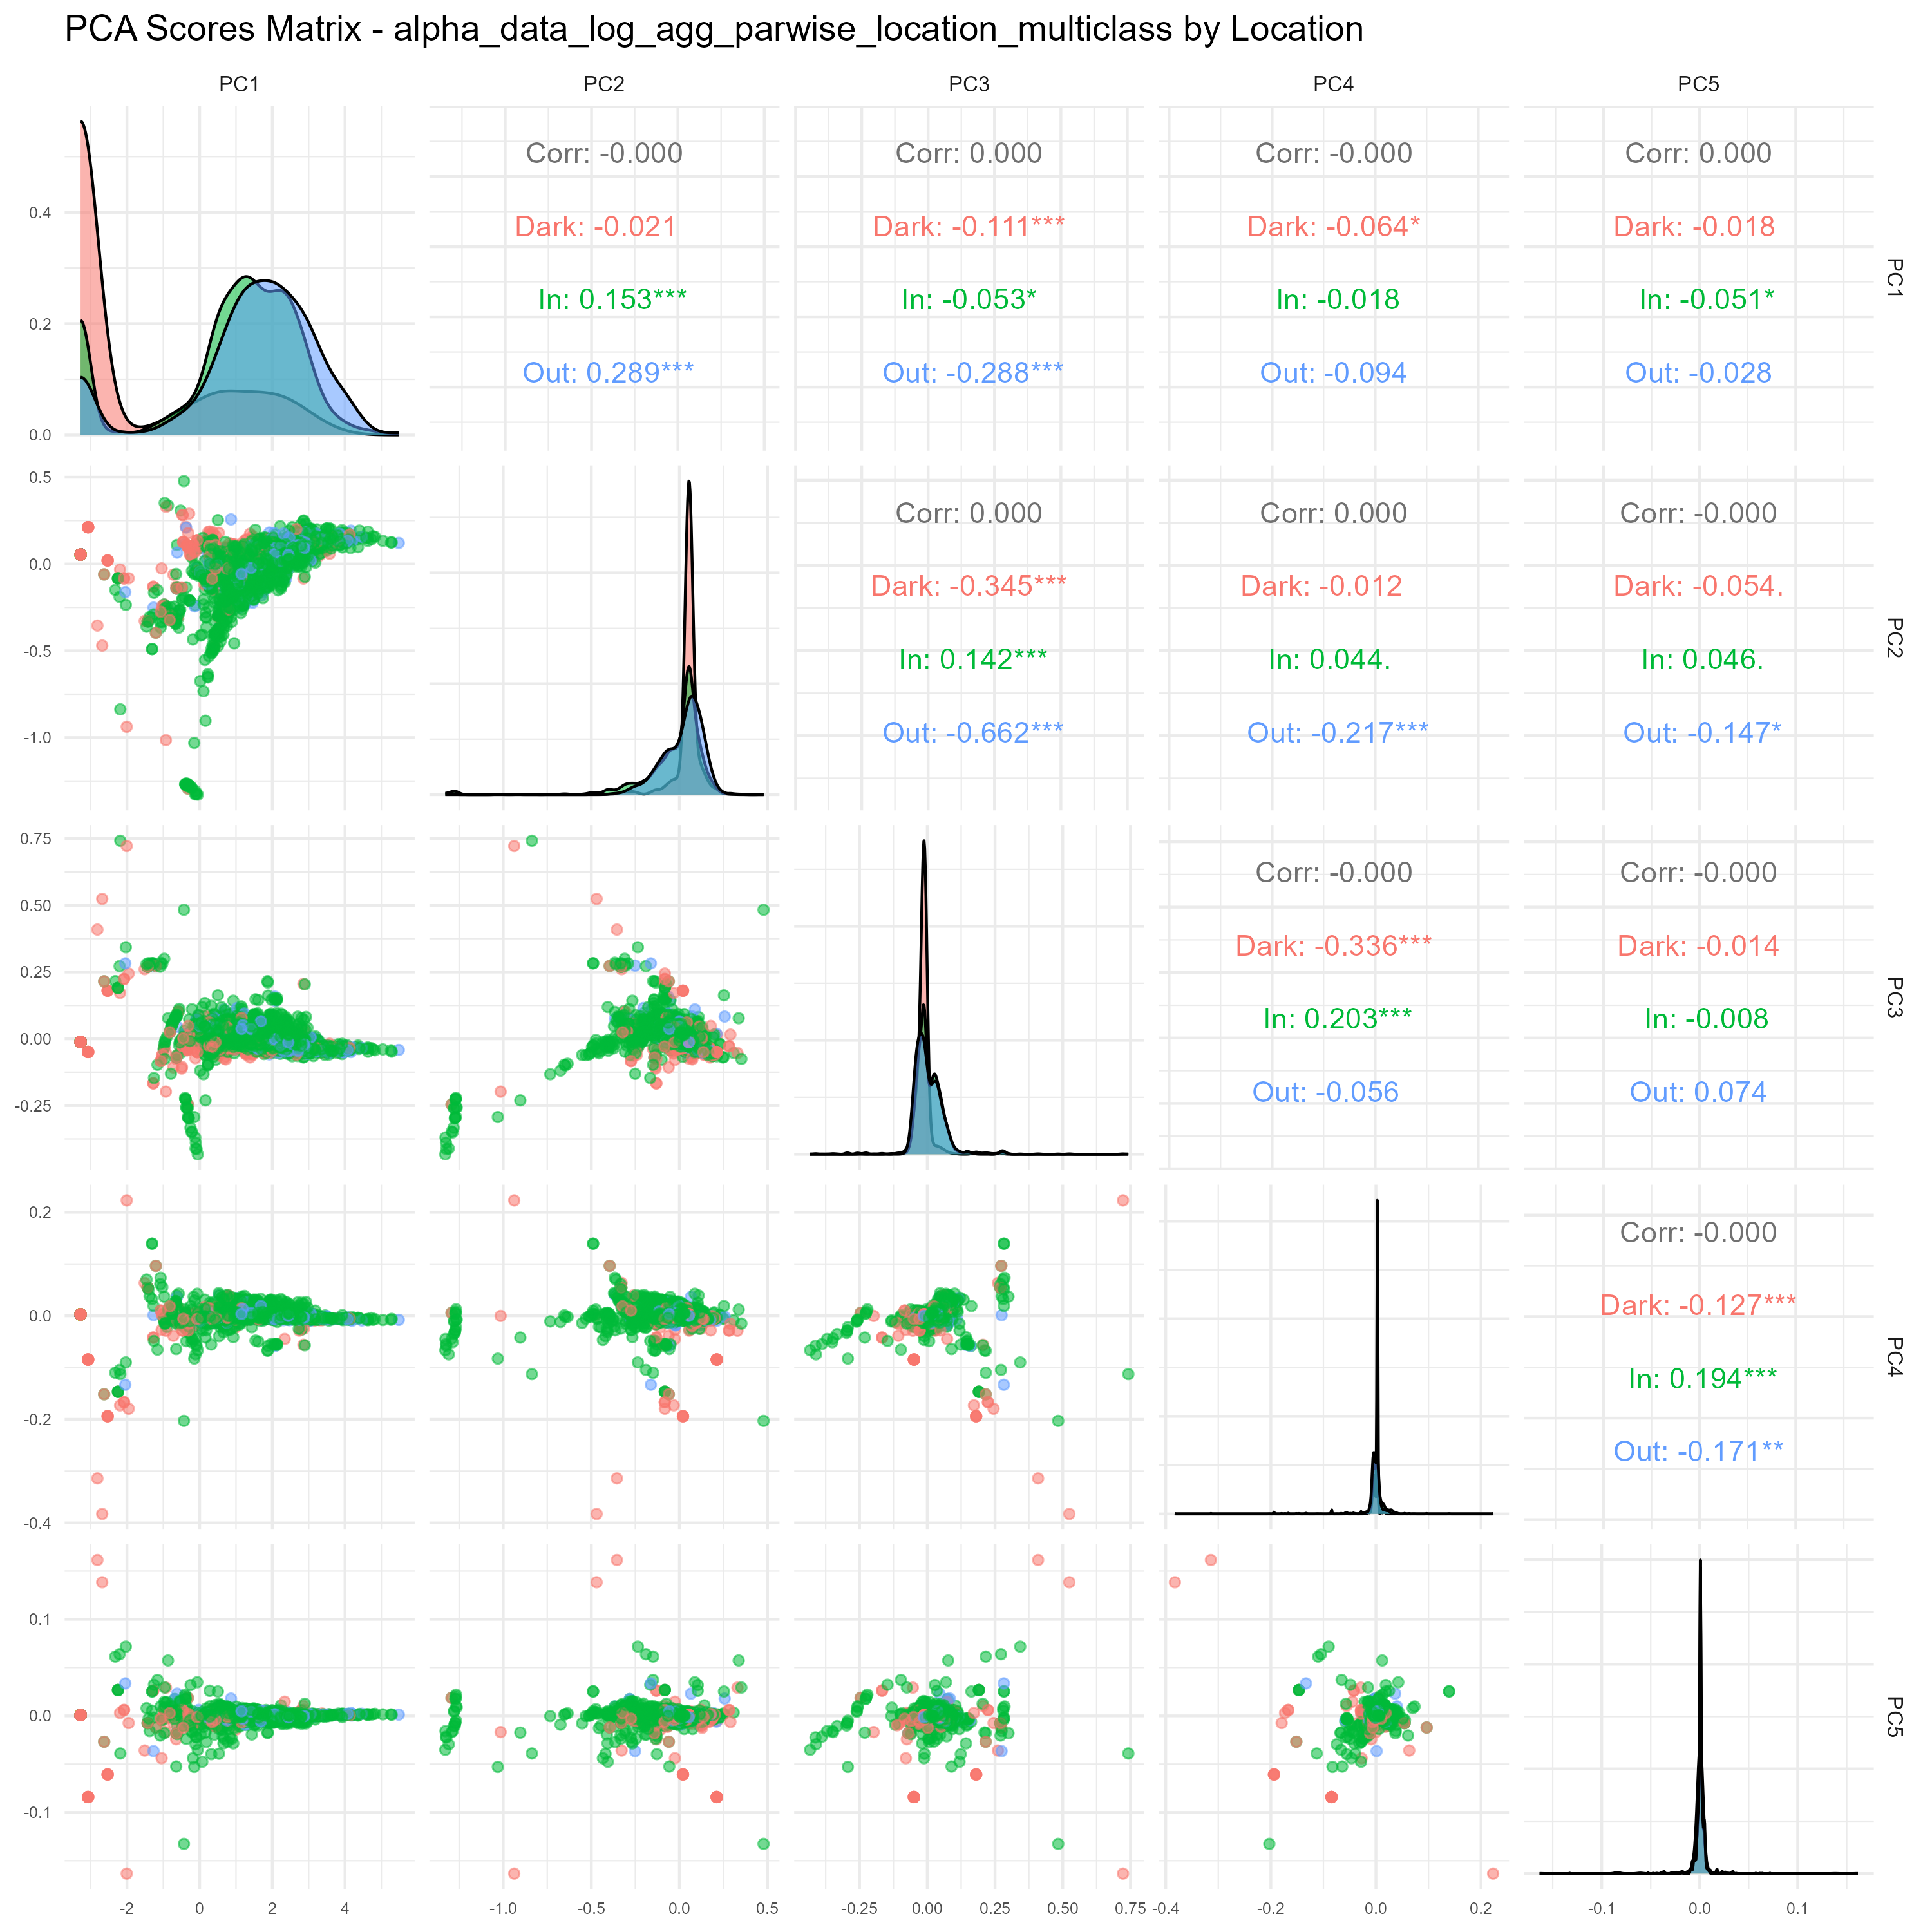 PCA Scores Matrix - alpha_data_log_agg_parwise_location_multiclass by Location
PC1 PC2 PC3 PC4 PC5
0.4
0.2
0.0
Corr: -0.000
Dark: -0.021
In: 0.153***
Out: 0.289***
Corr: 0.000
Dark: -0.111***
In: -0.053*
Out: -0.288***
Corr: -0.000
Dark: -0.064*
In: -0.018
Out: -0.094
Corr: 0.000
Dark: -0.018
In: -0.051*
Out: -0.028
PC1
0.5
0.0
-0.5
-1.0
Corr: 0.000
Dark: -0.345***
In: 0.142***
Out: -0.662***
Corr: 0.000
Dark: -0.012
In: 0.044.
Out: -0.217***
Corr: -0.000
Dark: -0.054.
In: 0.046.
Out: -0.147*
PC2
0.75
0.50
0.25
0.00
-0.25
Corr: -0.000
Dark: -0.336***
In: 0.203***
Out: -0.056
Corr: -0.000
Dark: -0.014
In: -0.008
Out: 0.074
PC3
0.2
0.0
-0.2
-0.4
Corr: -0.000
Dark: -0.127***
In: 0.194***
Out: -0.171**
PC4
0.1
0.0
-0.1
PC5
-2 0 2 4
-1.0 -0.5 0.0 0.5
-0.25 0.00 0.25 0.50 0.75
-0.4 -0.2 0.0 0.2
-0.1 0.0 0.1